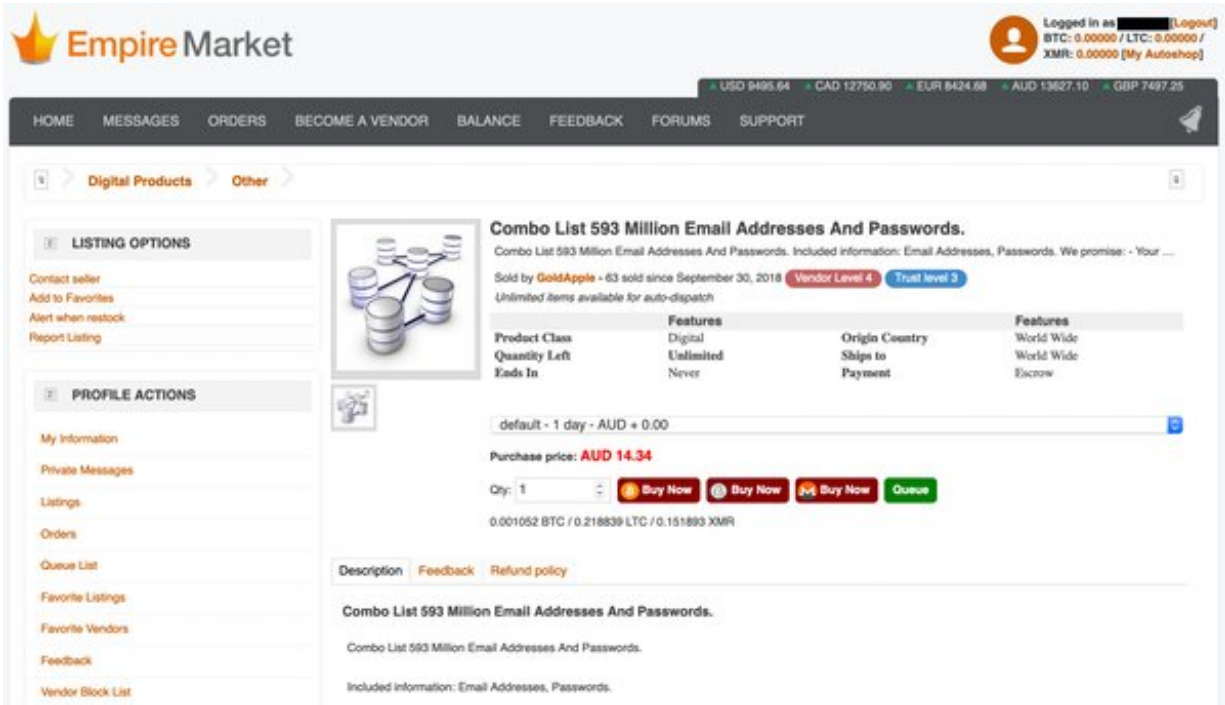 Empire Market
Logged in as [Logout]
BTC: 0.00000 / LTC: 0.00000 /
XMR: 0.00000 [My Autoshop]
USD 9495.64 CAD 12750.90 EUR 8424.68 AUD 13627.10 GBP 7497.25
HOME MESSAGES ORDERS BECOME A VENDOR BALANCE FEEDBACK FORUMS SUPPORT
Digital Products Other
LISTING OPTIONS
Contact seller
Add to Favorites
Alert when restock
Report Listing
PROFILE ACTIONS
My Information
Private Messages
Listings
Orders
Queue List
Favorite Listings
Favorite Vendors
Feedback
Vendor Block List
Combo List 593 Million Email Addresses And Passwords.
Combo List 593 Million Email Addresses And Passwords. Included information: Email Addresses, Passwords. We promise: - Your ...
Sold by GoldApple - 63 sold since September 30, 2018 Vendor Level 4 Trust level 3
Unlimited items available for auto-dispatch
Features Features
Product Class Digital Origin Country World Wide
Quantity Left Unlimited Ships to World Wide
Ends In Never Payment Escrow
default - 1 day - AUD + 0.00
Purchase price: AUD 14.34
Qty: 1 Buy Now Buy Now Buy Now Queue
0.001052 BTC / 0.218839 LTC / 0.151893 XMR
Description Feedback Refund policy
Combo List 593 Million Email Addresses And Passwords.
Combo List 593 Million Email Addresses And Passwords.
Included information: Email Addresses, Passwords.